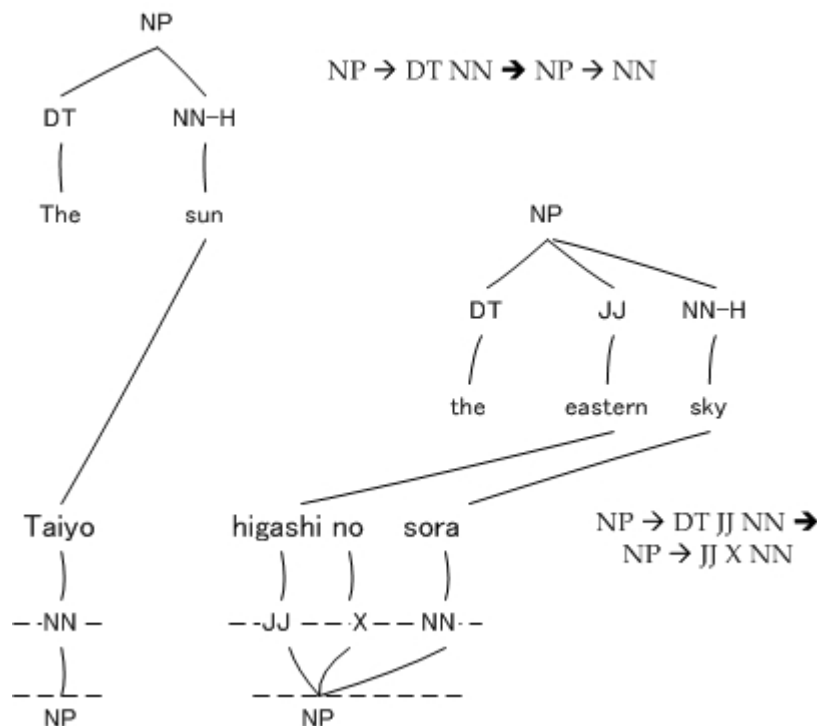 NP
NP → DT NN ➔ NP → NN
DT NN-H
The sun
NP
DT JJ NN-H
the eastern sky
Taiyo higashi no sora
NP → DT JJ NN ➔
NP → JJ X NN
NN JJ X NN
NP NP